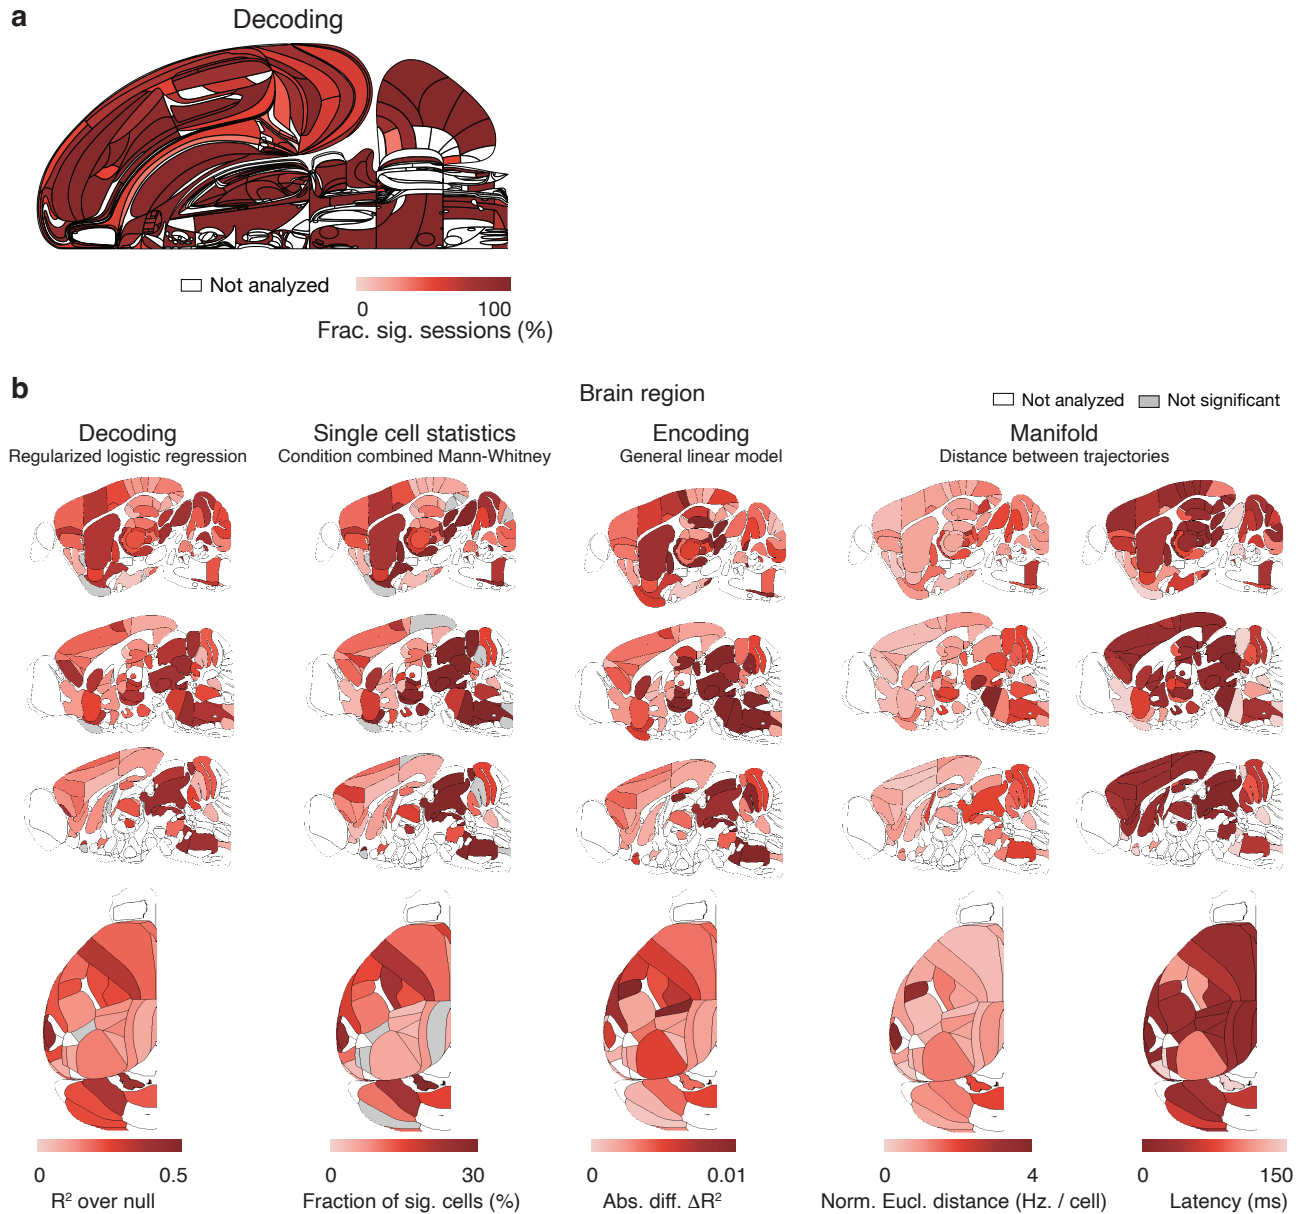 a
Decoding
Not analyzed
0 100
Frac. sig. sessions (%)
b
Brain region
Not analyzed Not significant
Decoding
Regularized logistic regression
Single cell statistics
Condition combined Mann-Whitney
Encoding
General linear model
Manifold
Distance between trajectories
0 0.5
R² over null
0 30
Fraction of sig. cells (%)
0 0.01
Abs. diff. ΔR²
0 4
Norm. Eucl. distance (Hz. / cell)
0 150
Latency (ms)